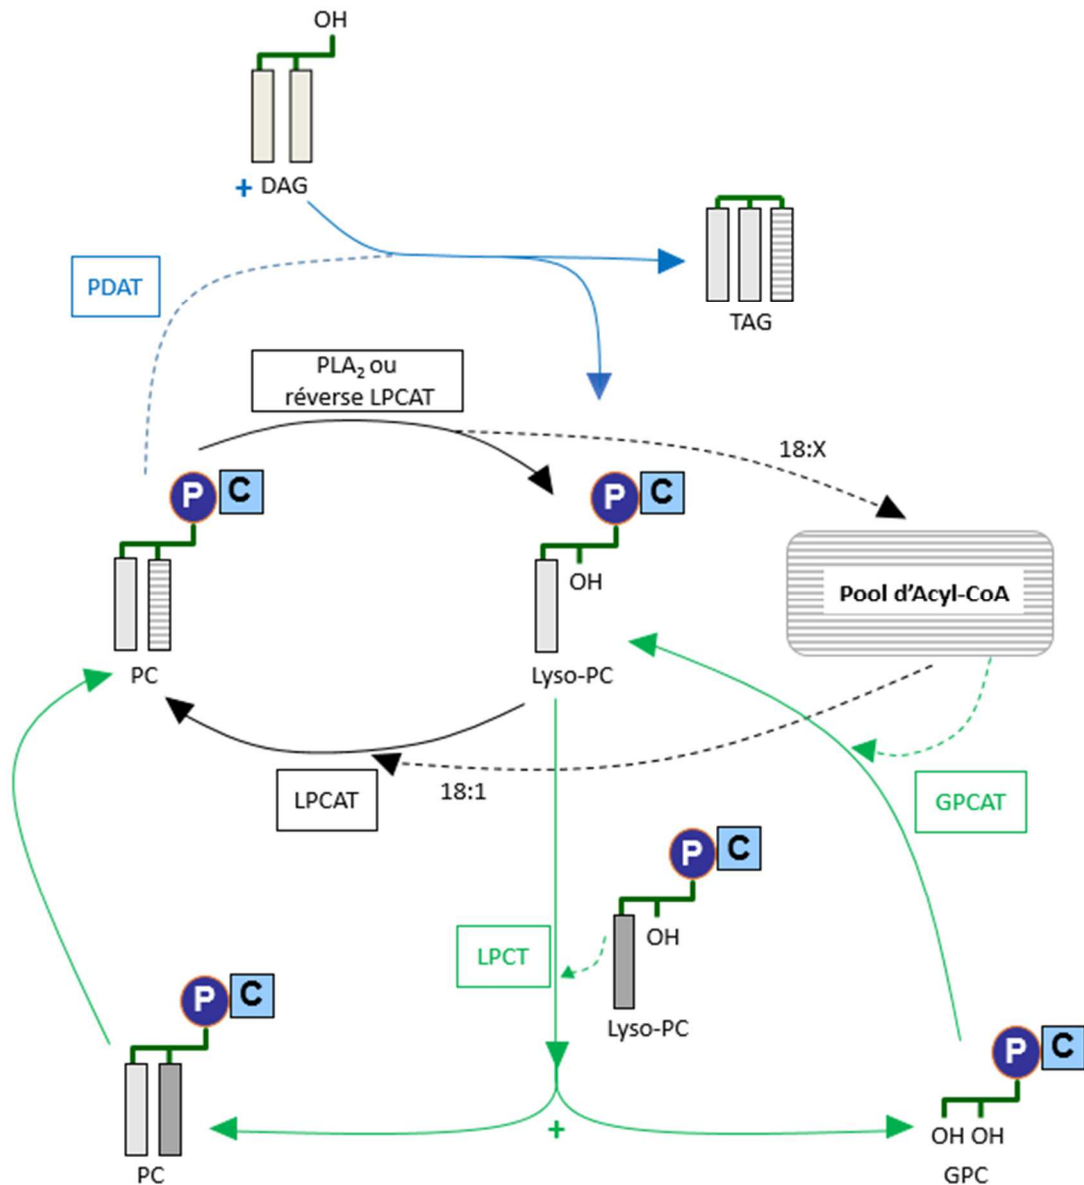 OH
+ DAG
PDAT
TAG
PLA₂ ou
réverse LPCAT
18:X
P C
P C
OH
Pool d'Acyl-CoA
PC
Lyso-PC
LPCAT
18:1
GPCAT
P C
OH
LPCT
Lyso-PC
P C
P C
+
OH OH
PC
GPC